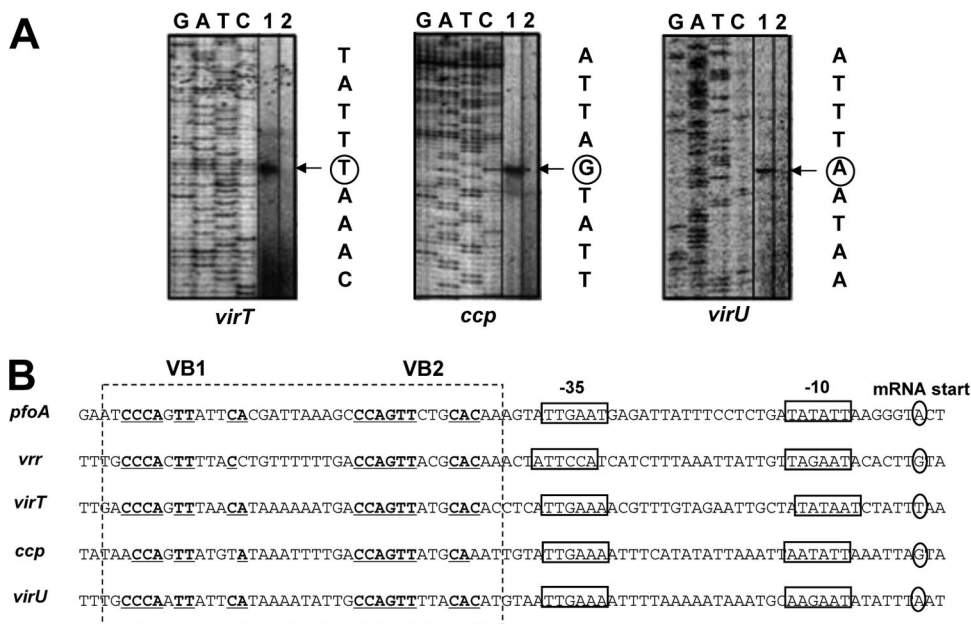 A
G A T C 1 2
G A T C 1 2
G A T C 1 2
T
A
T
T
T
A
A
A
C
A
T
T
A
G
T
A
T
T
A
T
T
T
A
A
T
A
A
virT
ccp
virU
B
VB1 VB2 -35 -10 mRNA start
pfoA GAATCCCAGTTATTCACGATTAAAGCCCAGTTCTGCACAAAGTATTGAATGAGATTATTTCCTCTGATATATTAAGGGTACT
vrr TTTGCCCACTTTTACCTGTTTTTTGACCAGTTACGCACAAACTATTCCATCATCTTTAAATTATTGTTAGAATACACTTGTA
virT TTGACCCAGTTTAACATAAAAAATGACCAGTTATGCACACCTCATTGAAAACGTTTGTAGAATTGCTATATAATCTATTTAA
ccp TATAACCAGTTATGTATAAATTTTGACCAGTTATGCAAATTGTATTGAAAATTTCATATATTAAATTAATATTAAATTAGTA
virU TTTGCCCAATTATTCATAAAATATTGCCAGTTTTACACATGTAATTGAAAATTTTAAAAATAAATGCAAGAATATATTTAAT